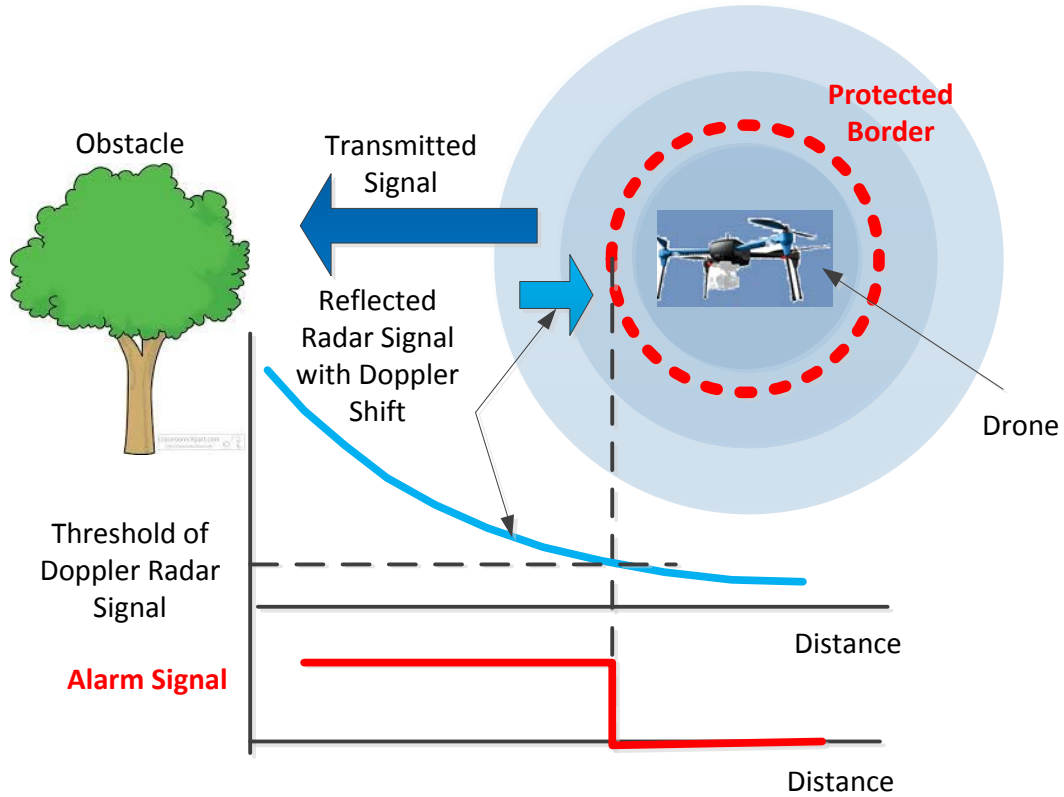 Protected
Border
Obstacle
Transmitted
Signal
Reflected
Radar Signal
with Doppler
Shift
Drone
Threshold of
Doppler Radar
Signal
Distance
Alarm Signal
Distance